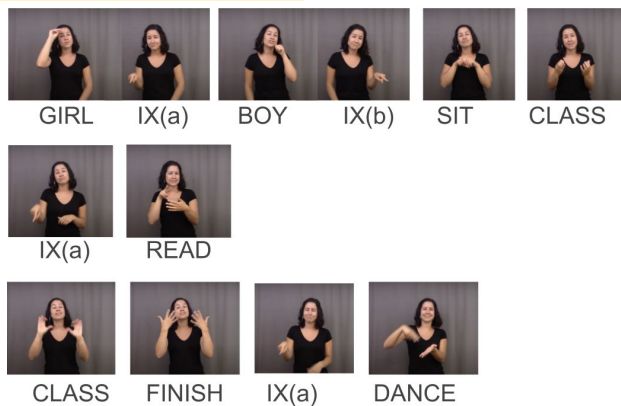 GIRL IX(a) BOY IX(b) SIT CLASS
IX(a) READ
CLASS FINISH IX(a) DANCE